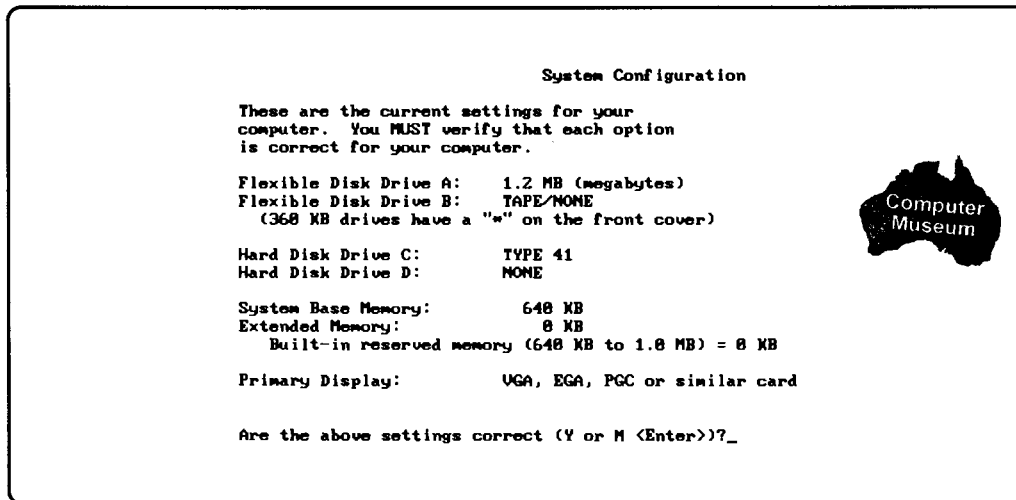 System Configuration
These are the current settings for your
computer. You MUST verify that each option
is correct for your computer.
Flexible Disk Drive A: 1.2 MB (megabytes)
Flexible Disk Drive B: TAPE/NONE
(360 KB drives have a "*" on the front cover)
Computer
Museum
Hard Disk Drive C: TYPE 41
Hard Disk Drive D: NONE
System Base Memory: 640 KB
Extended Memory: 0 KB
Built-in reserved memory (640 KB to 1.0 MB) = 0 KB
Primary Display: VGA, EGA, PGC or similar card
Are the above settings correct (Y or N <Enter>)?_